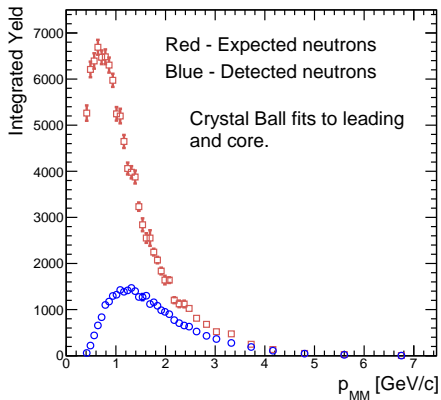 Integrated Yeld
7000
6000
5000
4000
3000
2000
1000
0
Red - Expected neutrons
Blue - Detected neutrons
Crystal Ball fits to leading
and core.
0 1 2 3 4 5 6 7
p_MM [GeV/c]